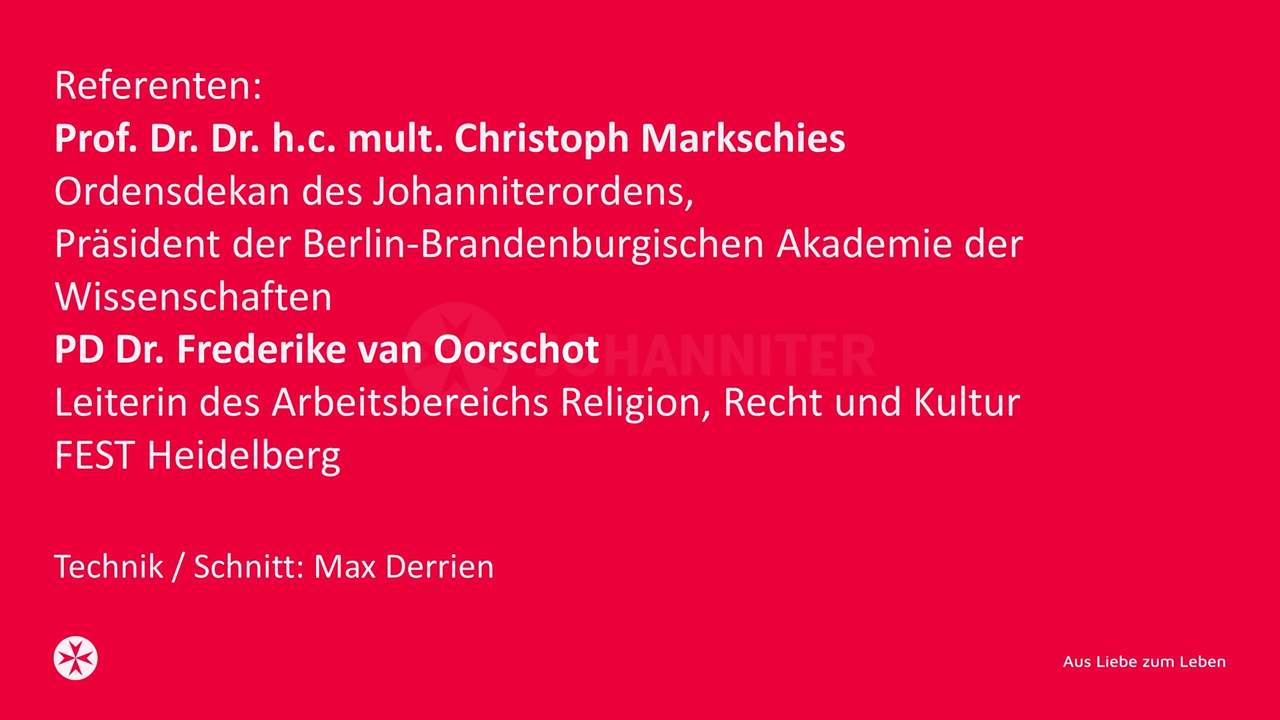 Referenten:
Prof. Dr. Dr. h.c. mult. Christoph Markschies
Ordensdekan des Johanniterordens,
Präsident der Berlin-Brandenburgischen Akademie der
Wissenschaften
PD Dr. Frederike van Oorschot
JOHANNITER
Leiterin des Arbeitsbereichs Religion, Recht und Kultur
FEST Heidelberg
Technik / Schnitt: Max Derrien
Aus Liebe zum Leben